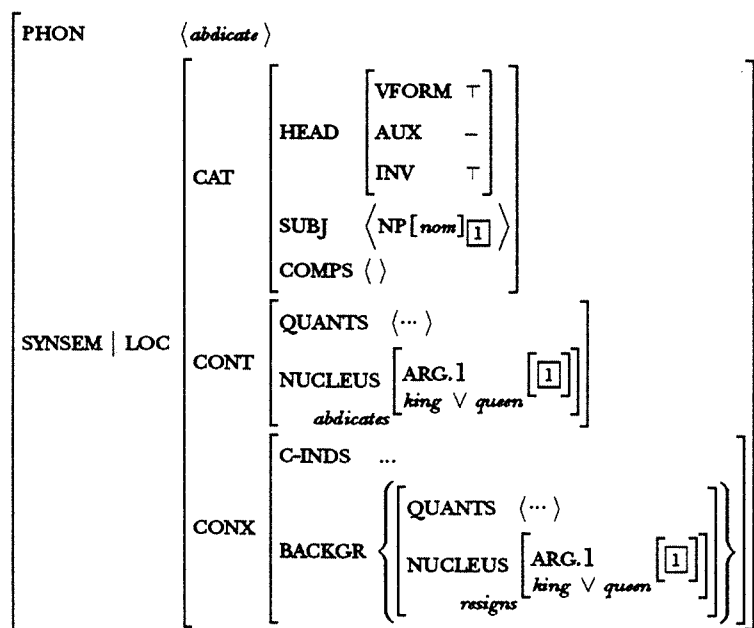 PHON ⟨abdicate⟩
VFORM ⊤
HEAD AUX –
INV ⊤
CAT
SUBJ ⟨NP[nom] 1⟩
COMPS ⟨ ⟩
QUANTS ⟨···⟩
SYNSEM | LOC
CONT
NUCLEUS ARG.1 [1]
abdicates king ∨ queen
C-INDS ...
QUANTS ⟨···⟩
CONX
BACKGR
NUCLEUS ARG.1 [1]
resigns king ∨ queen